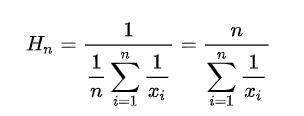 H_n = \frac{1}{\frac{1}{n} \sum_{i=1}^{n} \frac{1}{x_i}} = \frac{n}{\sum_{i=1}^{n} \frac{1}{x_i}}